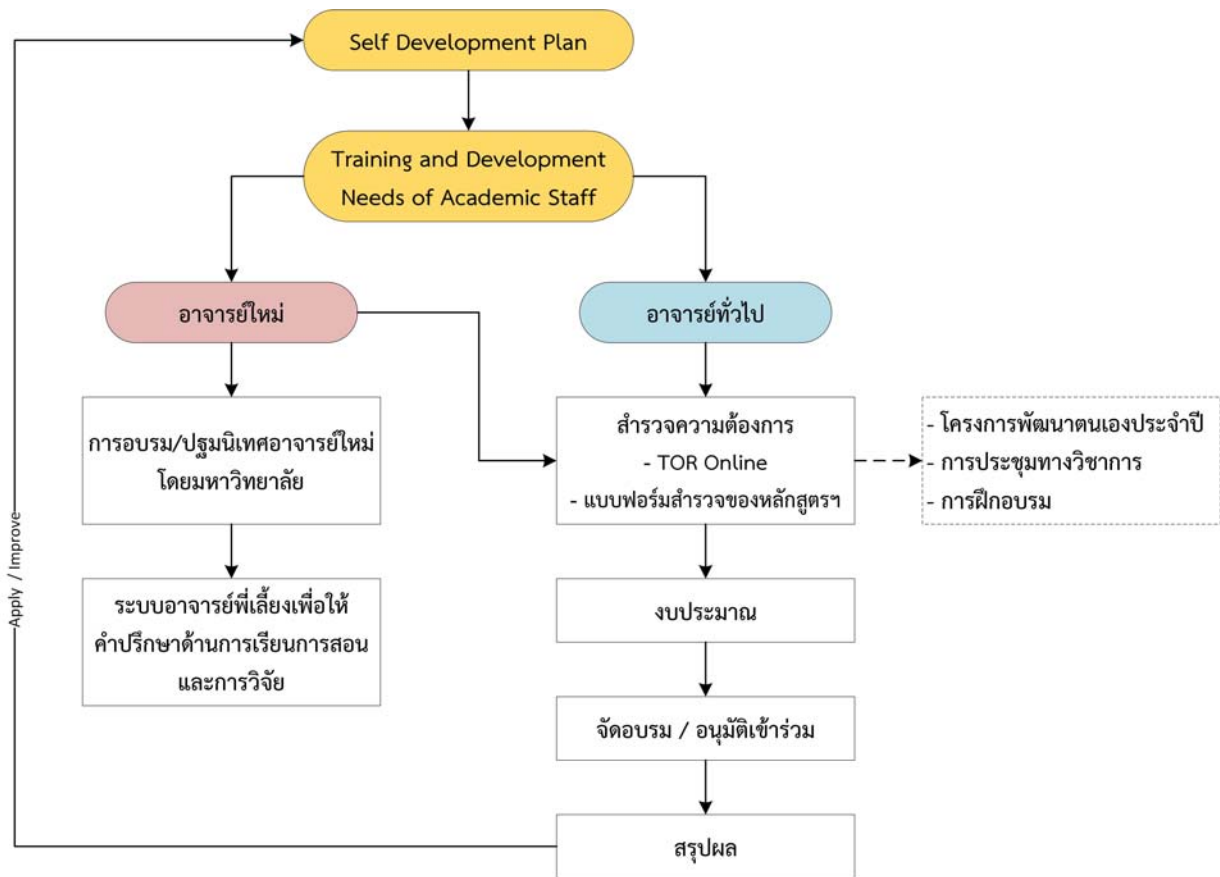 Self Development Plan
Training and Development
Needs of Academic Staff
อาจารย์ใหม่
อาจารย์ทั่วไป
การอบรม/ปฐมนิเทศอาจารย์ใหม่
โดยมหาวิทยาลัย
สำรวจความต้องการ
- TOR Online
- แบบฟอร์มสำรวจของหลักสูตรฯ
- โครงการพัฒนาตนเองประจำปี
- การประชุมทางวิชาการ
- การฝึกอบรม
ระบบอาจารย์พี่เลี้ยงเพื่อให้
คำปรึกษาด้านการเรียนการสอน
และการวิจัย
งบประมาณ
จัดอบรม / อนุมัติเข้าร่วม
สรุปผล
Apply / Improve